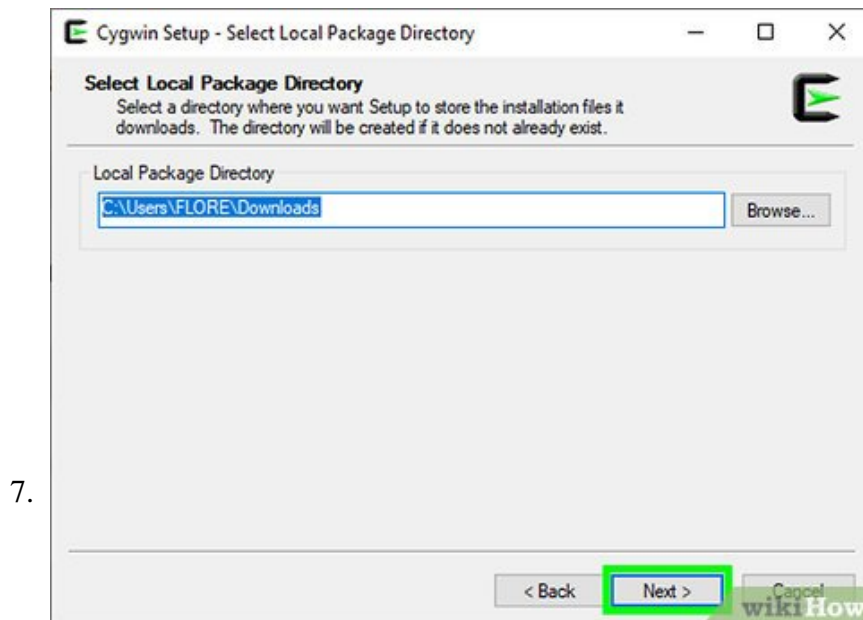 Cygwin Setup - Select Local Package Directory
Select Local Package Directory
Select a directory where you want Setup to store the installation files it
downloads. The directory will be created if it does not already exist.
Local Package Directory
C:\Users\FLORE\Downloads
Browse...
7.
< Back
Next >
Cancel
wikiHow